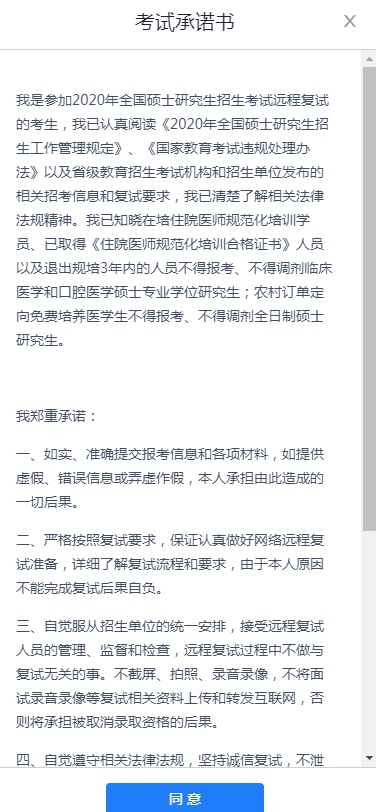 考试承诺书
X
我是参加2020年全国硕士研究生招生考试远程复试
的考生，我已认真阅读《2020年全国硕士研究生招
生工作管理规定》、《国家教育考试违规处理办
法》以及省级教育招生考试机构和招生单位发布的
相关招考信息和复试要求，我已清楚了解相关法律
法规精神。我已知晓在培住院医师规范化培训学
员、已取得《住院医师规范化培训合格证书》人员
以及退出规培3年内的人员不得报考、不得调剂临床
医学和口腔医学硕士专业学位研究生；农村订单定
向免费培养医学生不得报考、不得调剂全日制硕士
研究生。
我郑重承诺：
一、如实、准确提交报考信息和各项材料，如提供
虚假、错误信息或弄虚作假，本人承担由此造成的
一切后果。
二、严格按照复试要求，保证认真做好网络远程复
试准备，详细了解复试流程和要求，由于本人原因
不能完成复试后果自负。
三、自觉服从招生单位的统一安排，接受远程复试
人员的管理、监督和检查，远程复试过程中不做与
复试无关的事。不截屏、拍照、录音录像，不将面
试录音录像等复试相关资料上传和转发互联网，否
则将承担被取消录取资格的后果。
四、自觉遵守相关法律法规，坚持诚信复试，不泄
同意